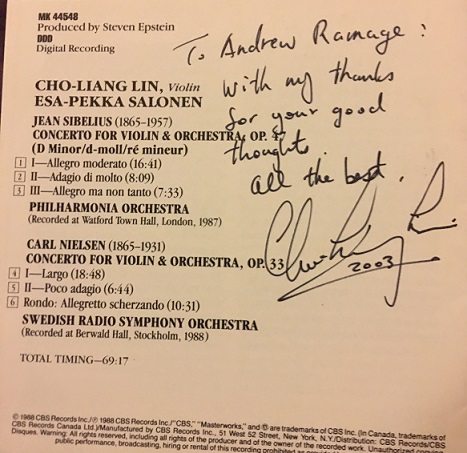 MK 44548
Produced by Steven Epstein
DDD
Digital Recording
To Andrew Ramage:
With my thanks
for your good
thoughts.
All the best,
Cho-Liang Lin
2003
CHO-LIANG LIN, Violin
ESA-PEKKA SALONEN
JEAN SIBELIUS (1865–1957)
CONCERTO FOR VIOLIN & ORCHESTRA, OP. 47
(D Minor/d-moll/ré mineur)
1 I—Allegro moderato (16:41)
2 II—Adagio di molto (8:09)
3 III—Allegro ma non tanto (7:33)
PHILHARMONIA ORCHESTRA
(Recorded at Watford Town Hall, London, 1987)
CARL NIELSEN (1865–1931)
CONCERTO FOR VIOLIN & ORCHESTRA, OP. 33
4 I—Largo (18:48)
5 II—Poco adagio (6:44)
6 Rondo: Allegretto scherzando (10:31)
SWEDISH RADIO SYMPHONY ORCHESTRA
(Recorded at Berwald Hall, Stockholm, 1988)
TOTAL TIMING—69:17
© 1988 CBS Records Inc./℗ 1988 CBS Records Inc./"CBS," "Masterworks," and are trademarks of CBS Inc. (In Canada, trademarks of
CBS Records Canada Ltd.)/Manufactured by CBS Records Inc., 51 West 52 Street, New York, N.Y./Distribution: CBS Records/CBS
Disques. Warning: All rights reserved, including all rights of the producer and of the owner of the recorded work. Unauthorized copying
public performance, broadcasting, hiring or rental of this recording prohibited as provided